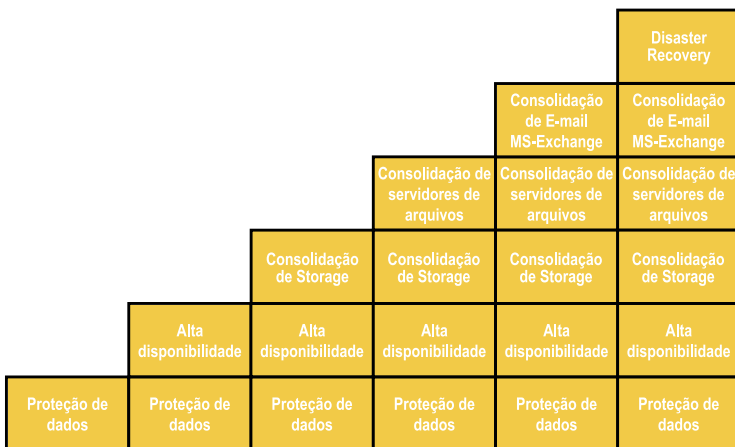 Disaster
Recovery
Consolidação
de E-mail
MS-Exchange
Consolidação
de E-mail
MS-Exchange
Consolidação de
servidores de
arquivos
Consolidação de
servidores de
arquivos
Consolidação de
servidores de
arquivos
Consolidação
de Storage
Consolidação
de Storage
Consolidação
de Storage
Consolidação
de Storage
Alta
disponibilidade
Alta
disponibilidade
Alta
disponibilidade
Alta
disponibilidade
Alta
disponibilidade
Proteção de
dados
Proteção de
dados
Proteção de
dados
Proteção de
dados
Proteção de
dados
Proteção de
dados